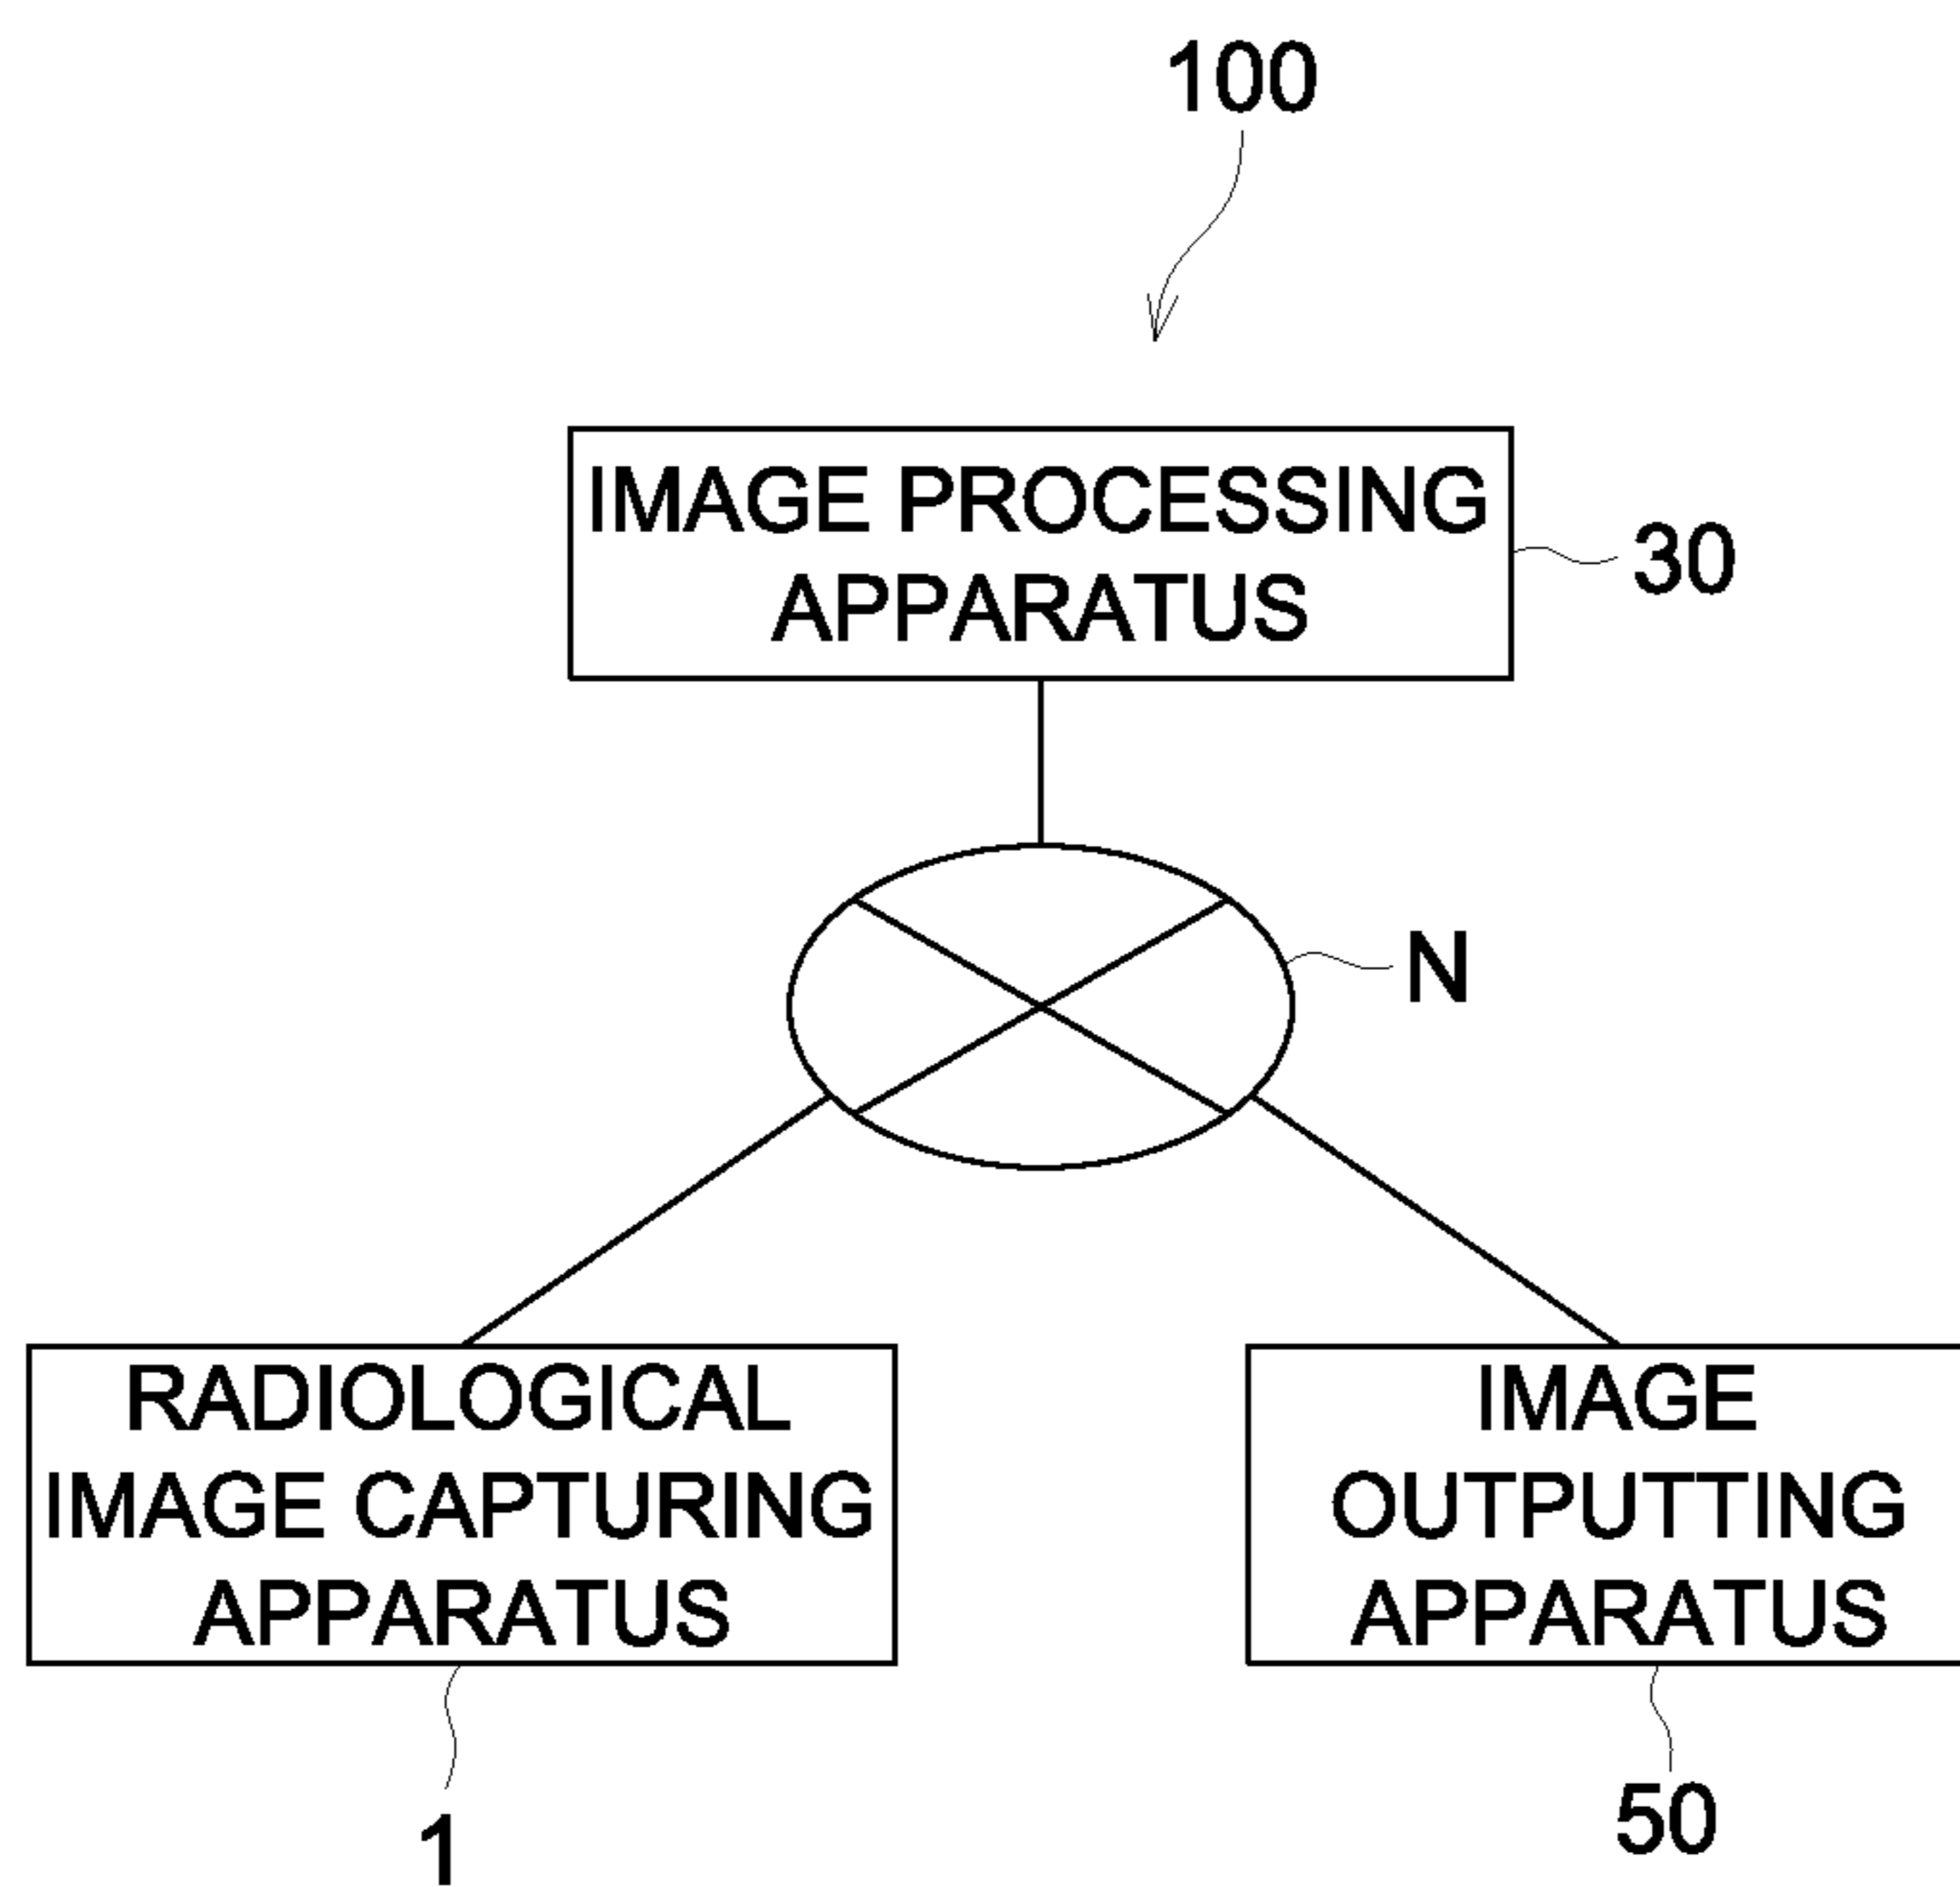 100
IMAGE PROCESSING
APPARATUS
30
N
RADIOLOGICAL
IMAGE CAPTURING
APPARATUS
IMAGE
OUTPUTTING
APPARATUS
1
50